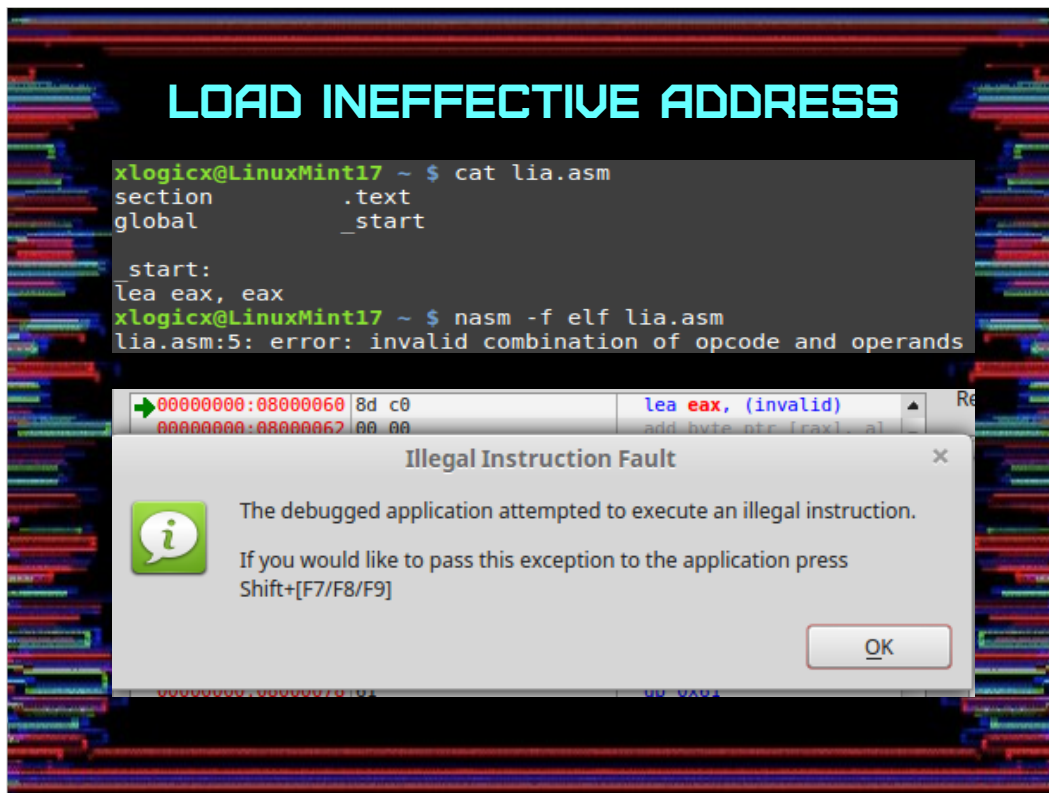 LOAD INEFFECTIVE ADDRESS
xlogicx@LinuxMint17 ~ $ cat lia.asm
section .text
global _start
_start:
lea eax, eax
xlogicx@LinuxMint17 ~ $ nasm -f elf lia.asm
lia.asm:5: error: invalid combination of opcode and operands
00000000:08000060 8d c0 lea eax, (invalid)
00000000:08000062 00 00 add byte ptr [rax], al
Illegal Instruction Fault
The debugged application attempted to execute an illegal instruction.
If you would like to pass this exception to the application press
Shift+[F7/F8/F9]
OK